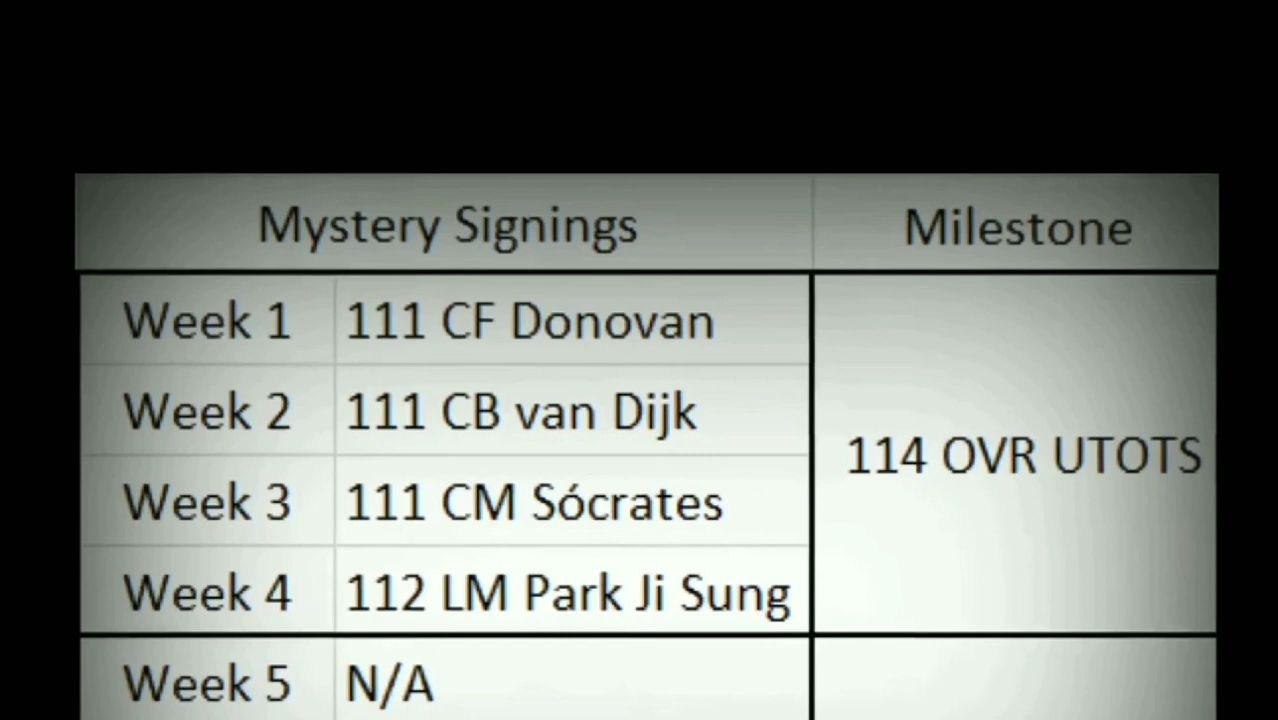 Mystery Signings Milestone
Week 1 111 CF Donovan
Week 2 111 CB van Dijk
114 OVR UTOTS
Week 3 111 CM Sócrates
Week 4 112 LM Park Ji Sung
Week 5 N/A